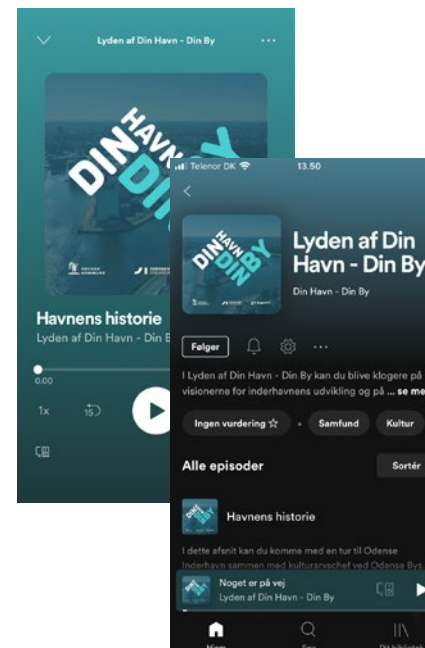 Lyden af Din Havn - Din By
DIN
HAVN
DIN
BY
ODENSE
KOMMUNE
Havnens historie
Lyden af Din Havn - Din B
0.00
1x
15
Telenor DK
13.50
DIN
HAVN
DIN
BY
Lyden af Din
Havn - Din By
Din Havn - Din By
Følger
I Lyden af Din Havn - Din By kan du blive klogere på
visionerne for inderhavnens udvikling og på ... se me
Ingen vurdering ☆ • Samfund Kultur
Alle episoder Sortér
Havnens historie
I dette afsnit kan du komme med en tur til Odense
Inderhavn sammen med kulturarvschef ved Odense Bys
Noget er på vej
Lyden af Din Havn - Din By
Hjem Søg Dit bibliotek